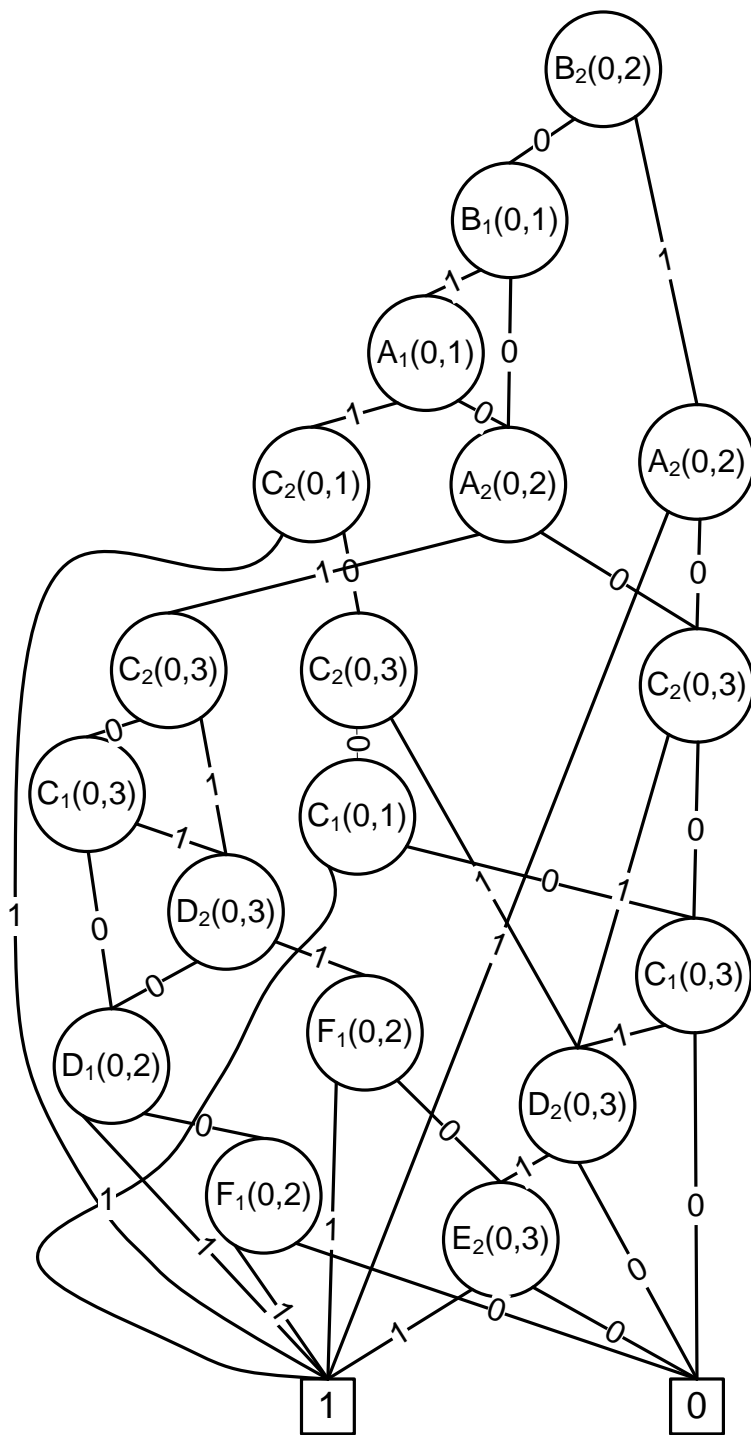 B₂(0,2)
0
B₁(0,1)
1
1
A₁(0,1)
0
1
0
C₂(0,1)
A₂(0,2)
A₂(0,2)
1
0
0
0
C₂(0,3)
C₂(0,3)
C₂(0,3)
0
0
1
C₁(0,3)
C₁(0,1)
0
1
1
0
1
1
D₂(0,3)
0
1
1
C₁(0,3)
0
1
F₁(0,2)
1
D₁(0,2)
D₂(0,3)
0
0
1
F₁(0,2)
1
0
1
1
E₂(0,3)
0
1
0
1
0
1
0